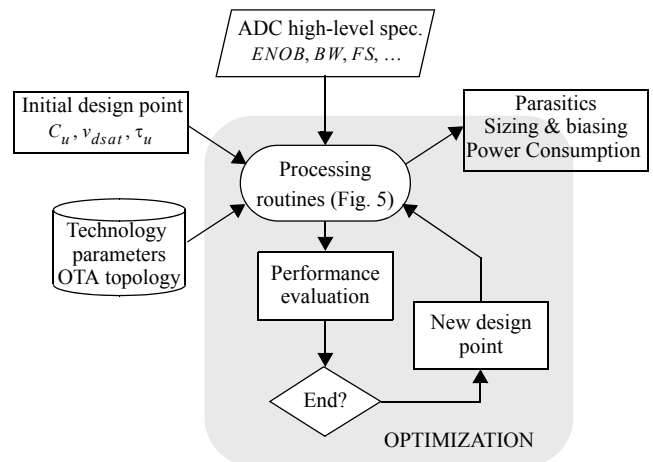 ADC high-level spec.
ENOB, BW, FS, …
Initial design point
C_u, v_dsat, τ_u
Parasitics
Sizing & biasing
Power Consumption
Processing
routines (Fig. 5)
Technology
parameters
OTA topology
Performance
evaluation
New design
point
End?
OPTIMIZATION